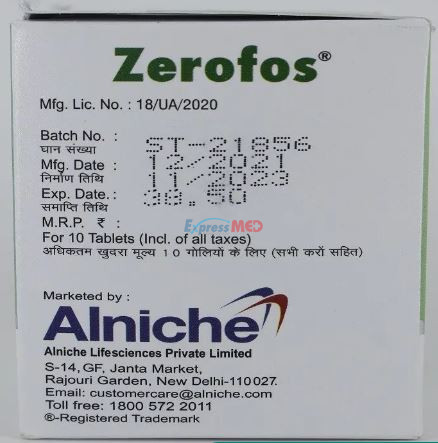 Zerofos®
Mfg. Lic. No. : 18/UA/2020
Batch No. : ST-21856
घान संख्या
Mfg. Date : 12/2021
निर्माण तिथि
Exp. Date. : 11/2023
समाप्ति तिथि
M.R.P. ₹ : 38.50
ExpressMED
For 10 Tablets (Incl. of all taxes)
अधिकतम खुदरा मूल्य 10 गोलियों के लिए (सभी करों सहित)
Marketed by :
Alniche
Alniche Lifesciences Private Limited
S-14, GF, Janta Market,
Rajouri Garden, New Delhi-110027.
Email: customercare@alniche.com
Toll free: 1800 572 2011
®-Registered Trademark